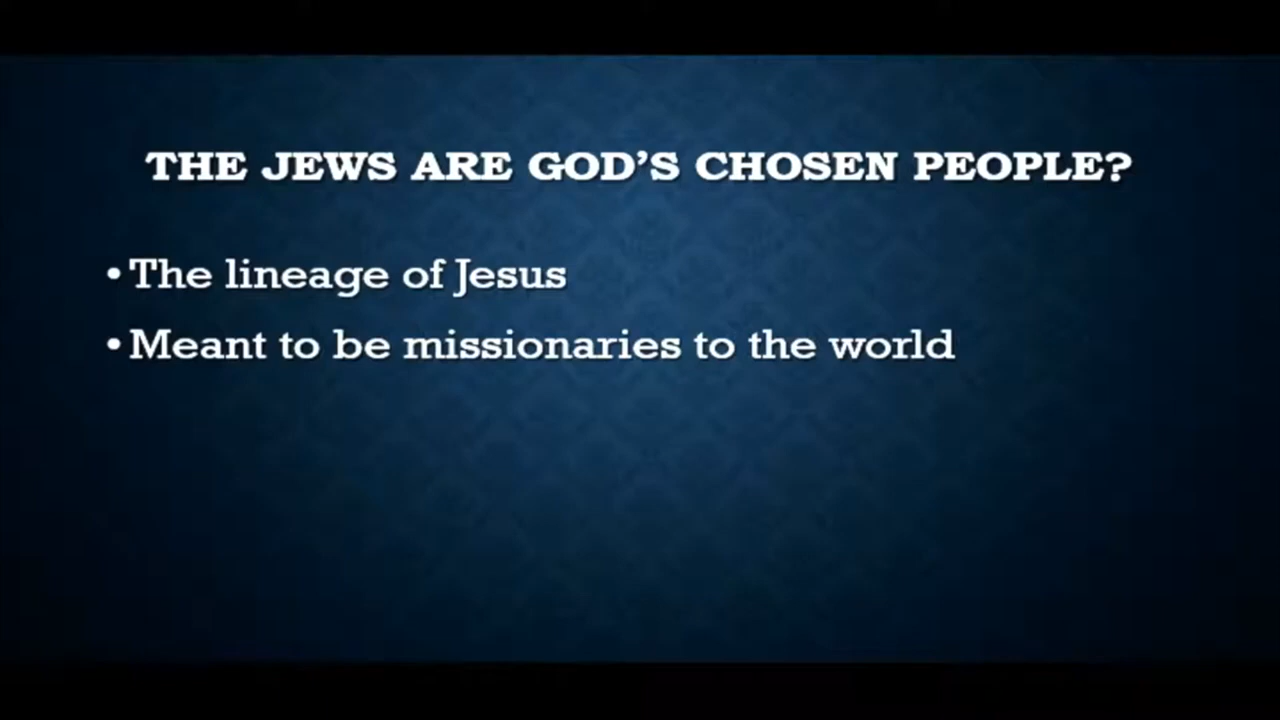 THE JEWS ARE GOD’S CHOSEN PEOPLE?
• The lineage of Jesus
• Meant to be missionaries to the world